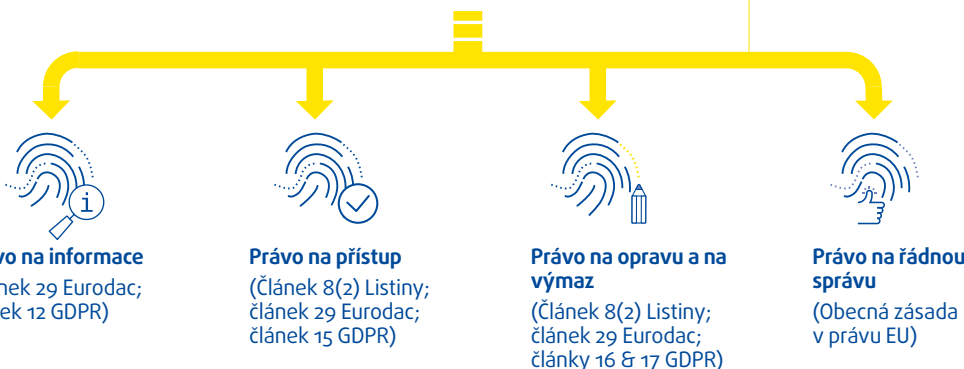 vo na informace
nek 29 Eurodac;
ek 12 GDPR)
Právo na přístup
(Článek 8(2) Listiny;
článek 29 Eurodac;
článek 15 GDPR)
Právo na opravu a na
výmaz
(Článek 8(2) Listiny;
článek 29 Eurodac;
články 16 & 17 GDPR)
Právo na řádnou
správu
(Obecná zásada
v právu EU)